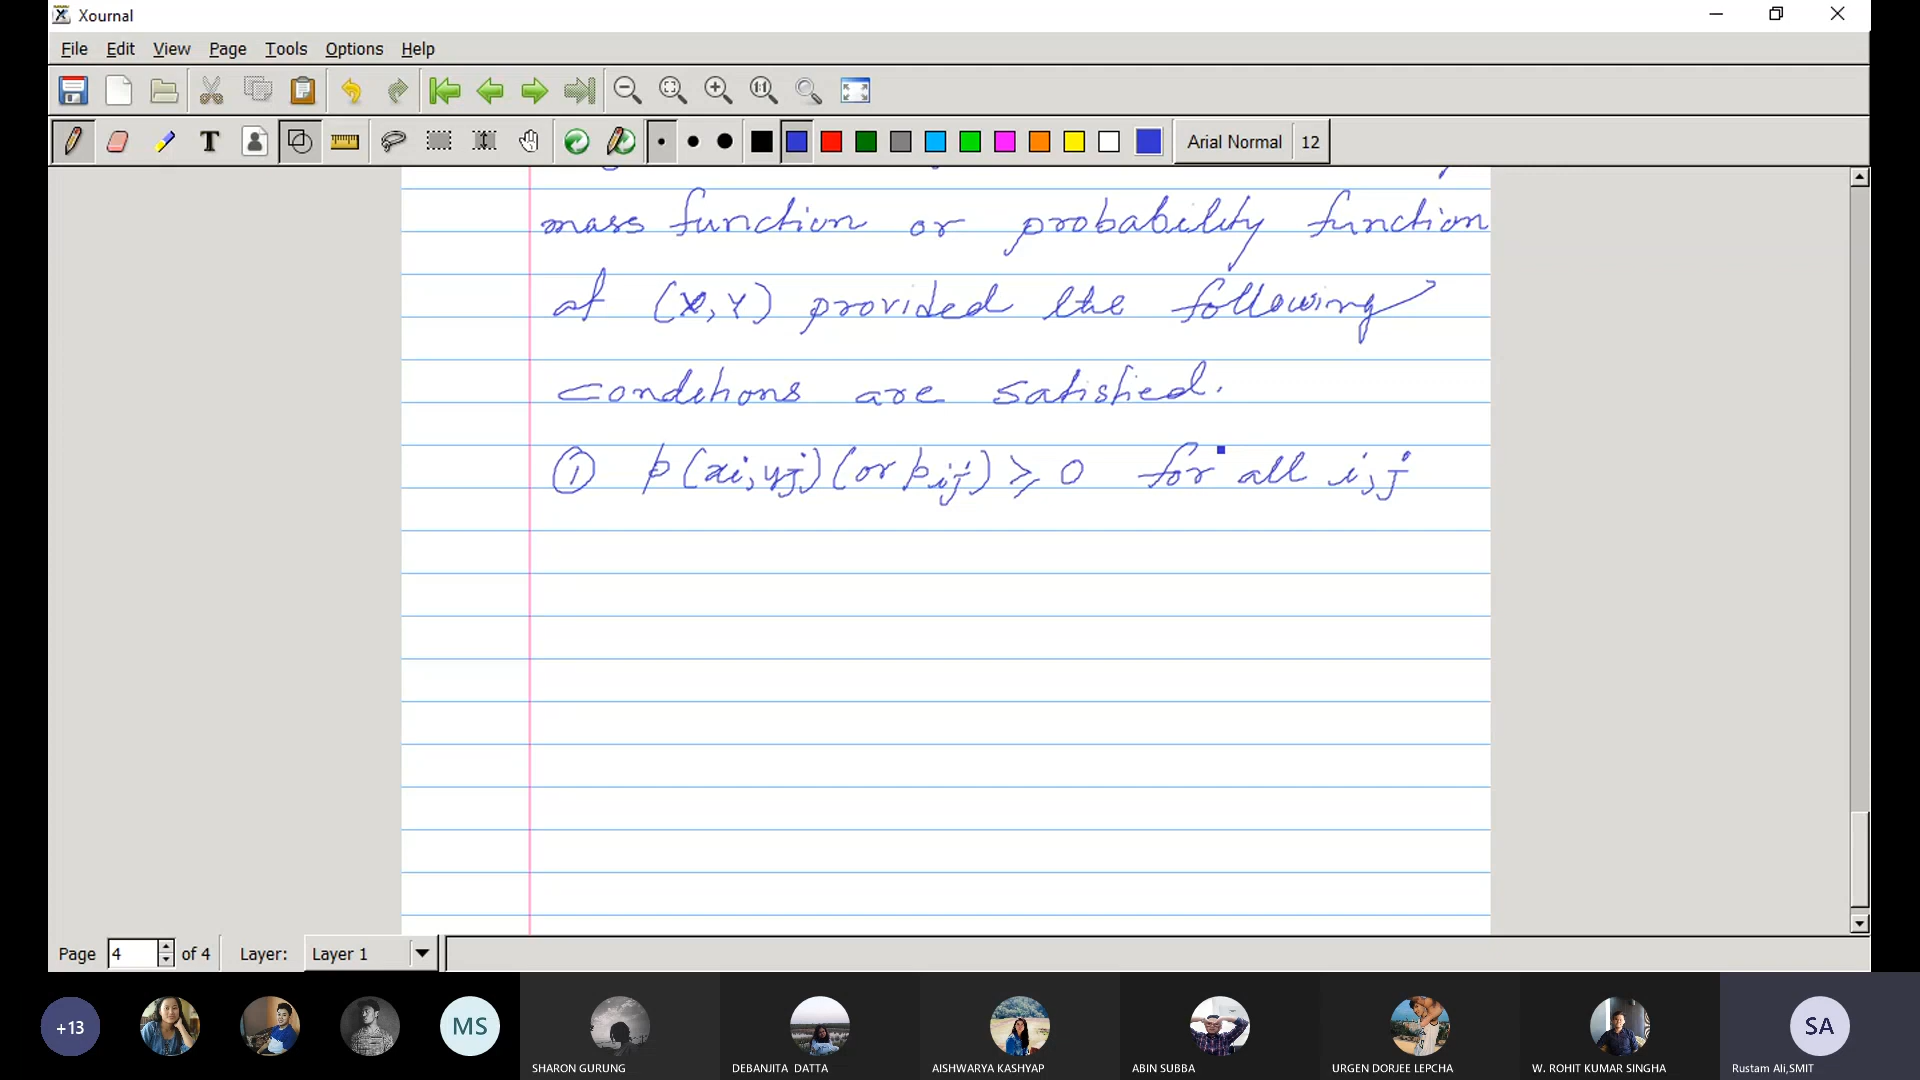 Xournal
File Edit View Page Tools Options Help
T Arial Normal 12
mass function or probability function
at (X,Y) provided the following
conditions are satisfied.
① p(xi,yj) (or pij) ≥ 0 for all i,j
Page 4 of 4 Layer: Layer 1
+13 MS SA
SHARON GURUNG DEBANJITA DATTA AISHWARYA KASHYAP ABIN SUBBA URGEN DORJEE LEPCHA W. ROHIT KUMAR SINGHA Rustam Ali,SMIT